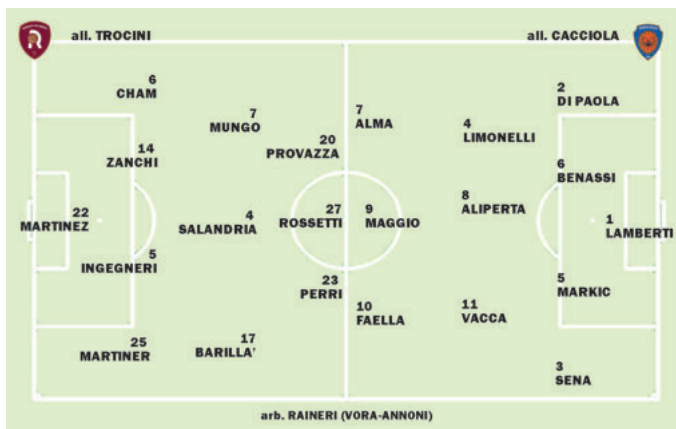 all. TROCINI
all. CACCIOLA
6
CHAM
7
MUNGO
14
ZANCHI
20
PROVAZZA
22
MARTINEZ
4
SALANDRIA
27
ROSSETTI
5
INGEGNERI
23
PERRI
25
MARTINER
17
BARILLA'
7
ALMA
4
LIMONELLI
2
DI PAOLA
6
BENASSI
9
MAGGIO
8
ALIPERTA
1
LAMBERTI
10
FAELLA
11
VACCA
5
MARKIC
3
SENA
arb. RAINERI (VORA-ANNONI)